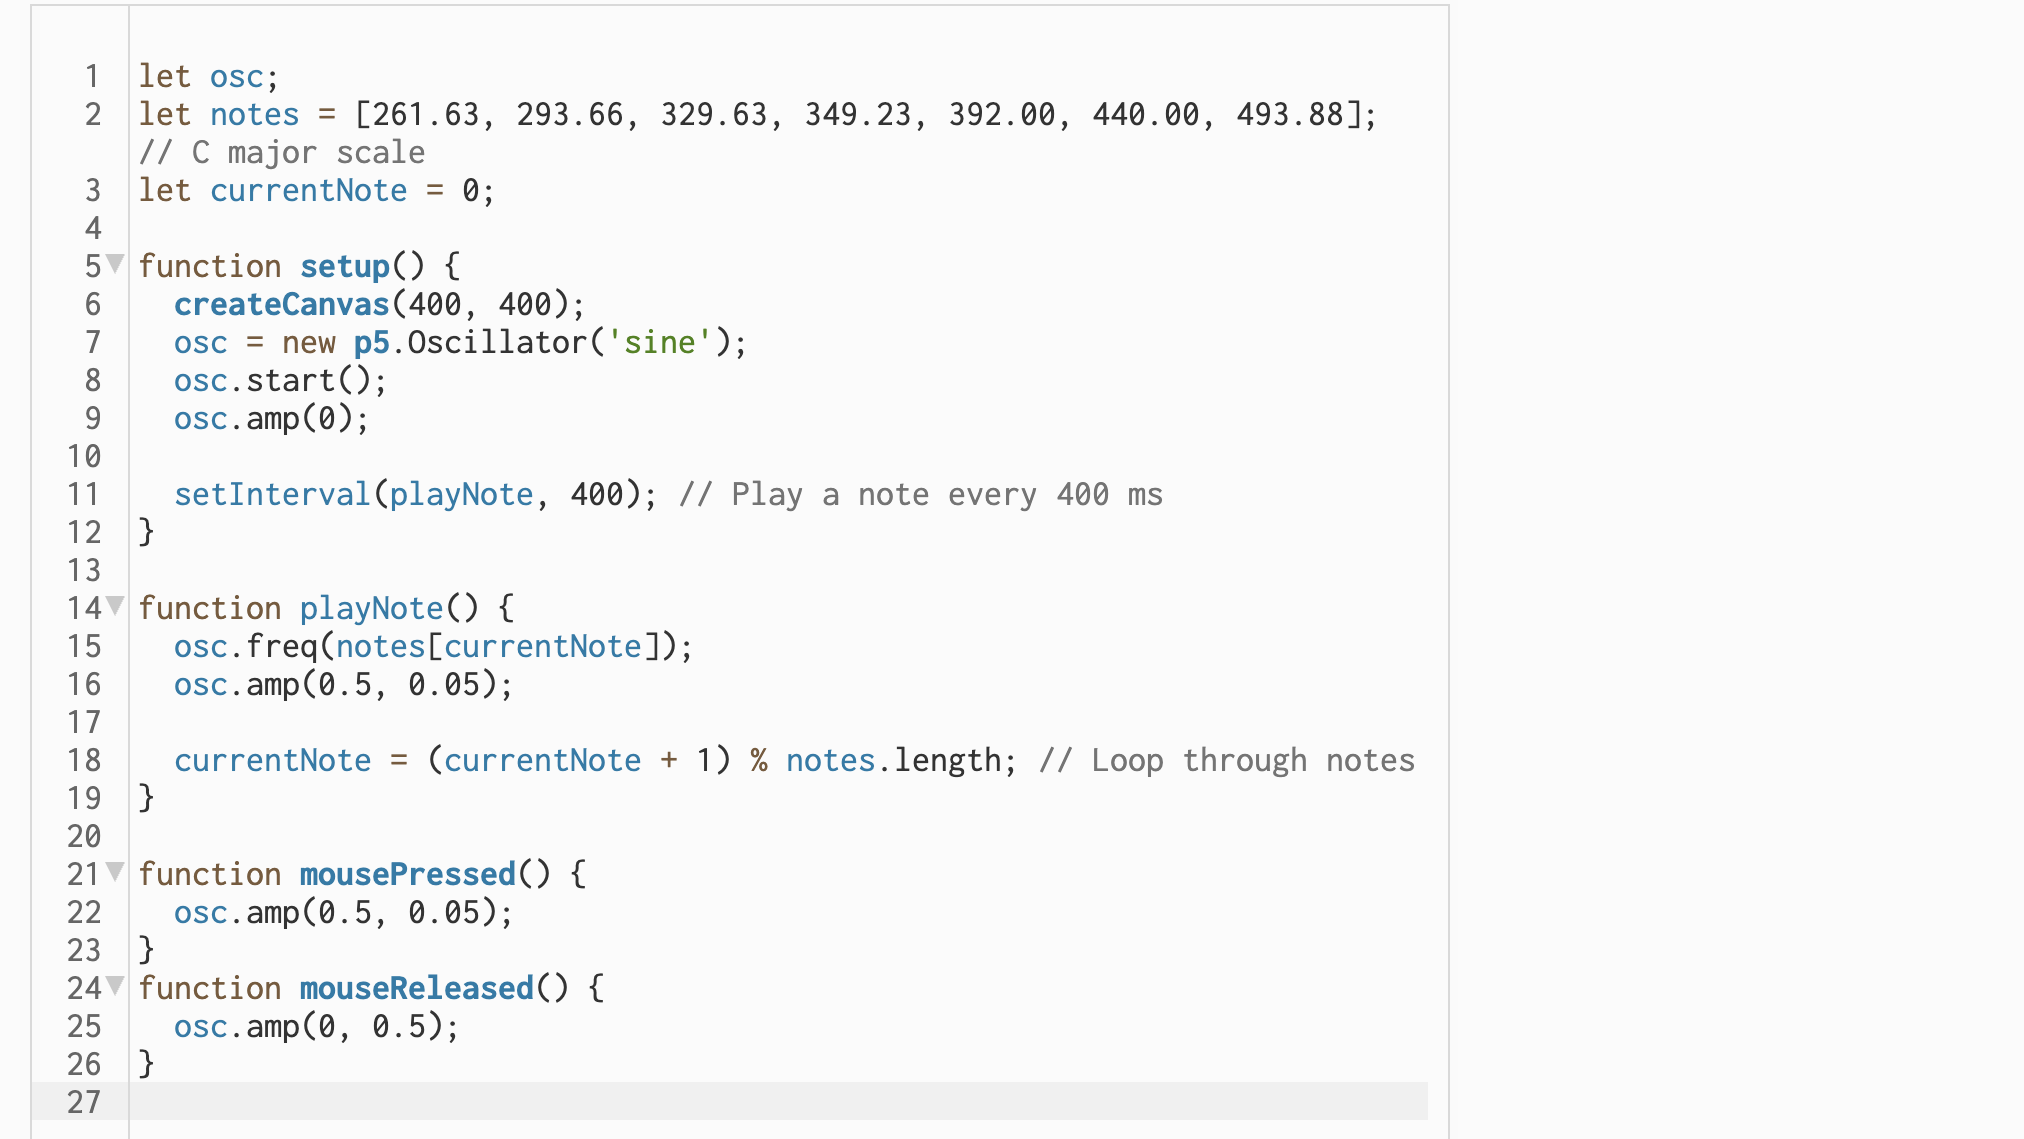 1 let osc;
2 let notes = [261.63, 293.66, 329.63, 349.23, 392.00, 440.00, 493.88];
// C major scale
3 let currentNote = 0;
4
5 function setup() {
6 createCanvas(400, 400);
7 osc = new p5.Oscillator('sine');
8 osc.start();
9 osc.amp(0);
10
11 setInterval(playNote, 400); // Play a note every 400 ms
12 }
13
14 function playNote() {
15 osc.freq(notes[currentNote]);
16 osc.amp(0.5, 0.05);
17
18 currentNote = (currentNote + 1) % notes.length; // Loop through notes
19 }
20
21 function mousePressed() {
22 osc.amp(0.5, 0.05);
23 }
24 function mouseReleased() {
25 osc.amp(0, 0.5);
26 }
27